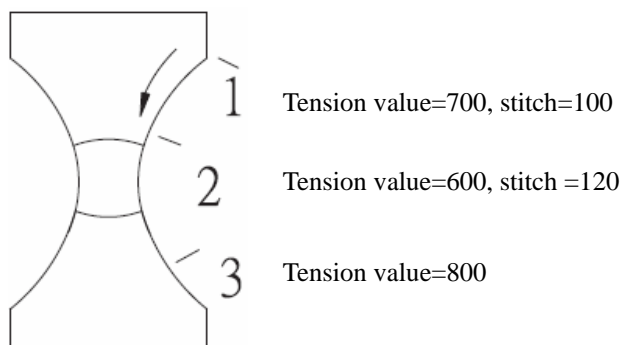 1
Tension value=700, stitch=100
2
Tension value=600, stitch =120
3
Tension value=800